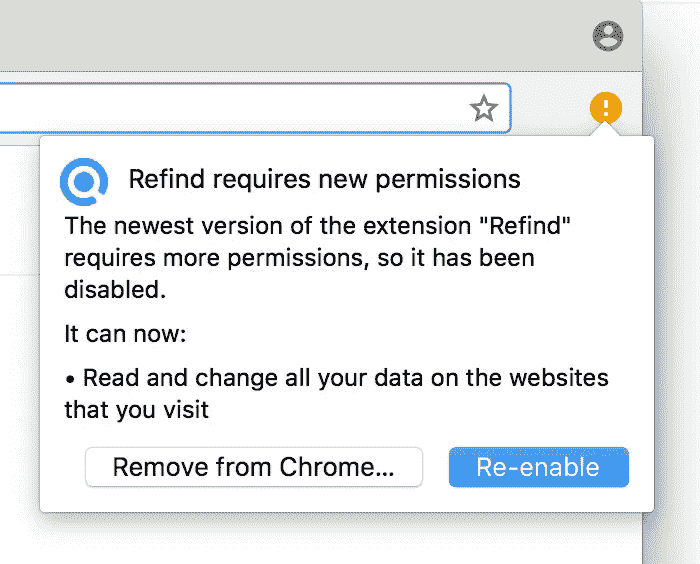 Refind requires new permissions
The newest version of the extension "Refind"
requires more permissions, so it has been
disabled.
It can now:
• Read and change all your data on the websites
that you visit
Remove from Chrome...
Re-enable